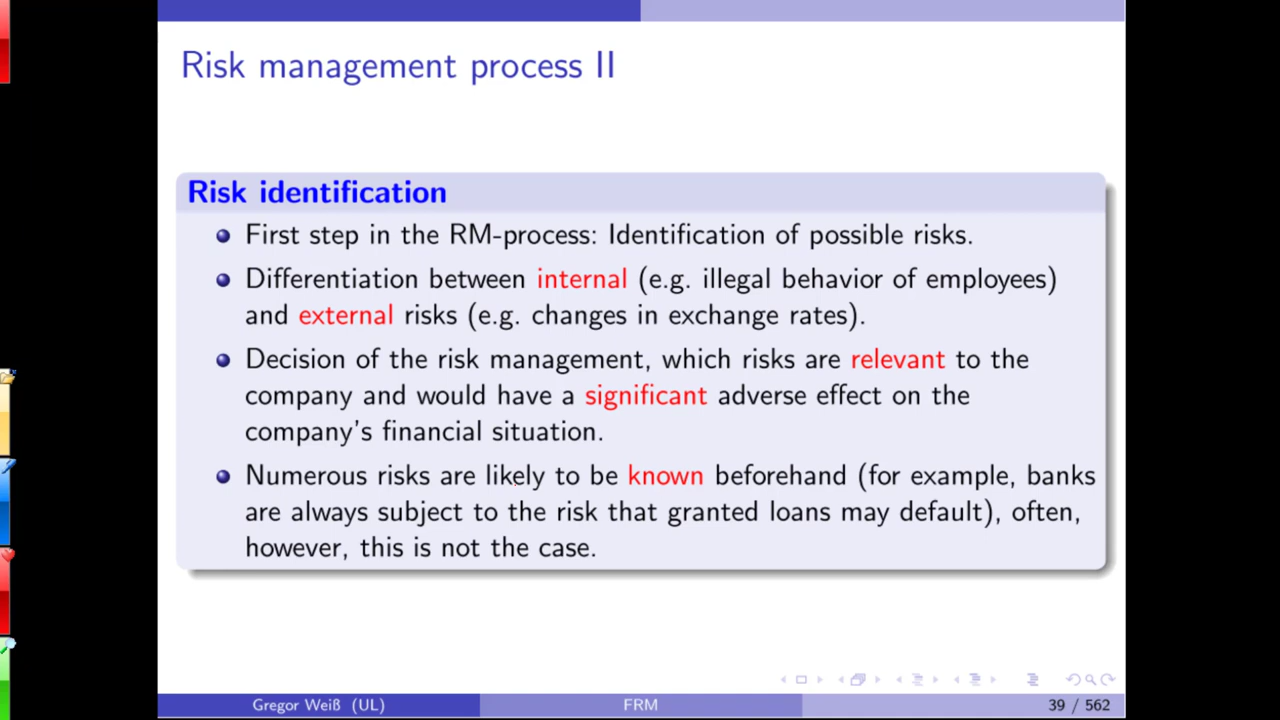 Risk management process II
Risk identification
First step in the RM-process: Identification of possible risks.
Differentiation between internal (e.g. illegal behavior of employees)
and external risks (e.g. changes in exchange rates).
Decision of the risk management, which risks are relevant to the
company and would have a significant adverse effect on the
company's financial situation.
Numerous risks are likely to be known beforehand (for example, banks
are always subject to the risk that granted loans may default), often,
however, this is not the case.
Gregor Weiß (UL) FRM 39 / 562